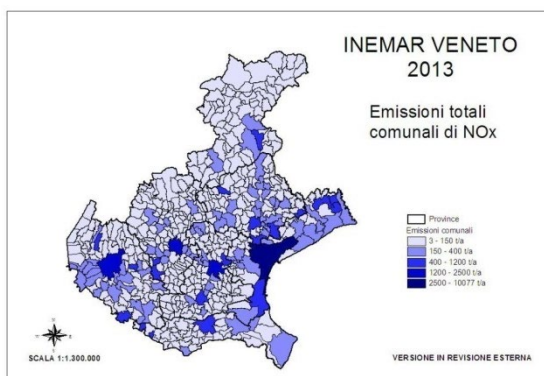 INEMAR VENETO
2013
Emissioni totali
comunali di NOx
Province
Emissioni comunali
3 - 150 t/a
150 - 400 t/a
400 - 1200 t/a
1200 - 2500 t/a
2500 - 10077 t/a
SCALA 1:1.300.000
VERSIONE IN REVISIONE ESTERNA